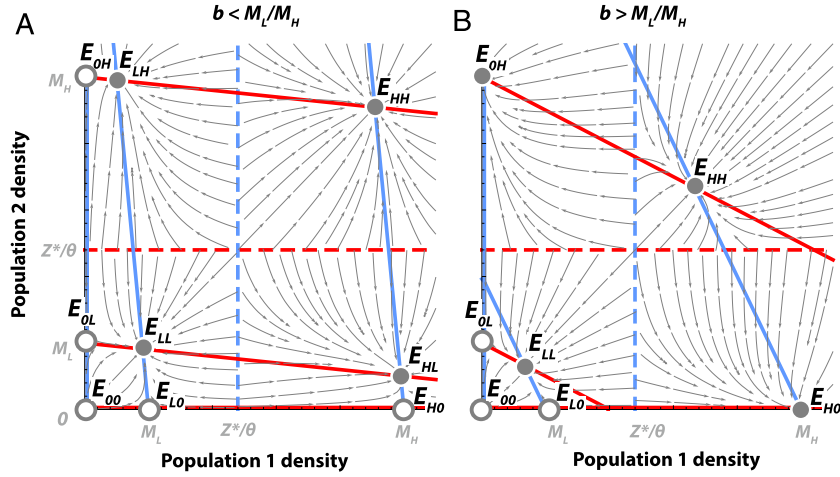 A
b < M_L/M_H
E_0H
E_LH
E_HH
M_H
Population 2 density
Z*/θ
E_0L
E_LL
E_HL
M_L
E_00
E_L0
E_H0
0
M_L
Z*/θ
M_H
Population 1 density
B
b > M_L/M_H
E_0H
E_HH
E_0L
E_LL
E_00
E_L0
E_H0
M_L
Z*/θ
M_H
Population 1 density